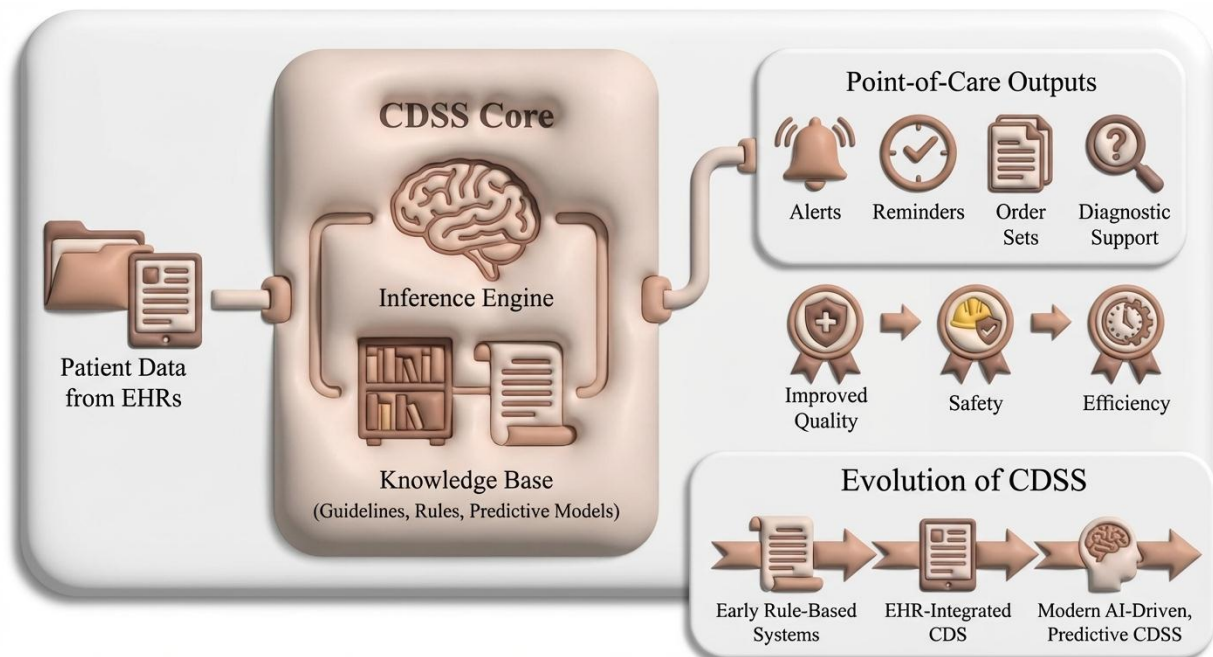 CDSS Core
Inference Engine
Knowledge Base
(Guidelines, Rules, Predictive Models)
Patient Data
from EHRs
Point-of-Care Outputs
Alerts
Reminders
Order
Sets
Diagnostic
Support
Improved
Quality
Safety
Efficiency
Evolution of CDSS
Early Rule-Based
Systems
EHR-Integrated
CDS
Modern AI-Driven,
Predictive CDSS